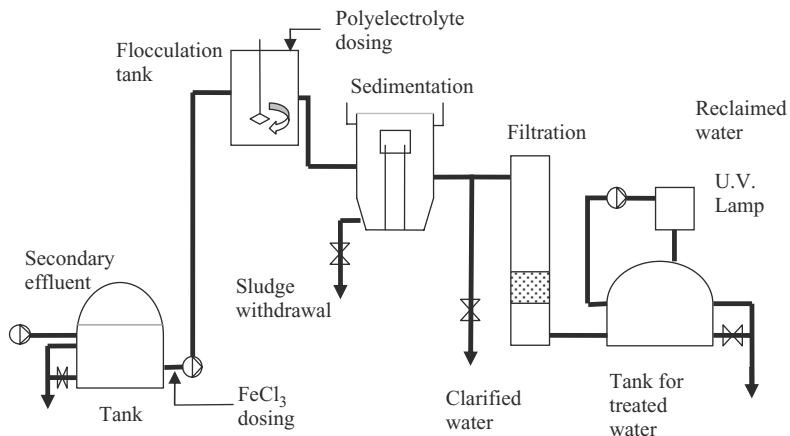 Polyelectrolyte
dosing
Flocculation
tank
Sedimentation
Reclaimed
water
Filtration
U.V.
Lamp
Secondary
effluent
Sludge
withdrawal
Tank
FeCl₃
dosing
Clarified
water
Tank for
treated
water